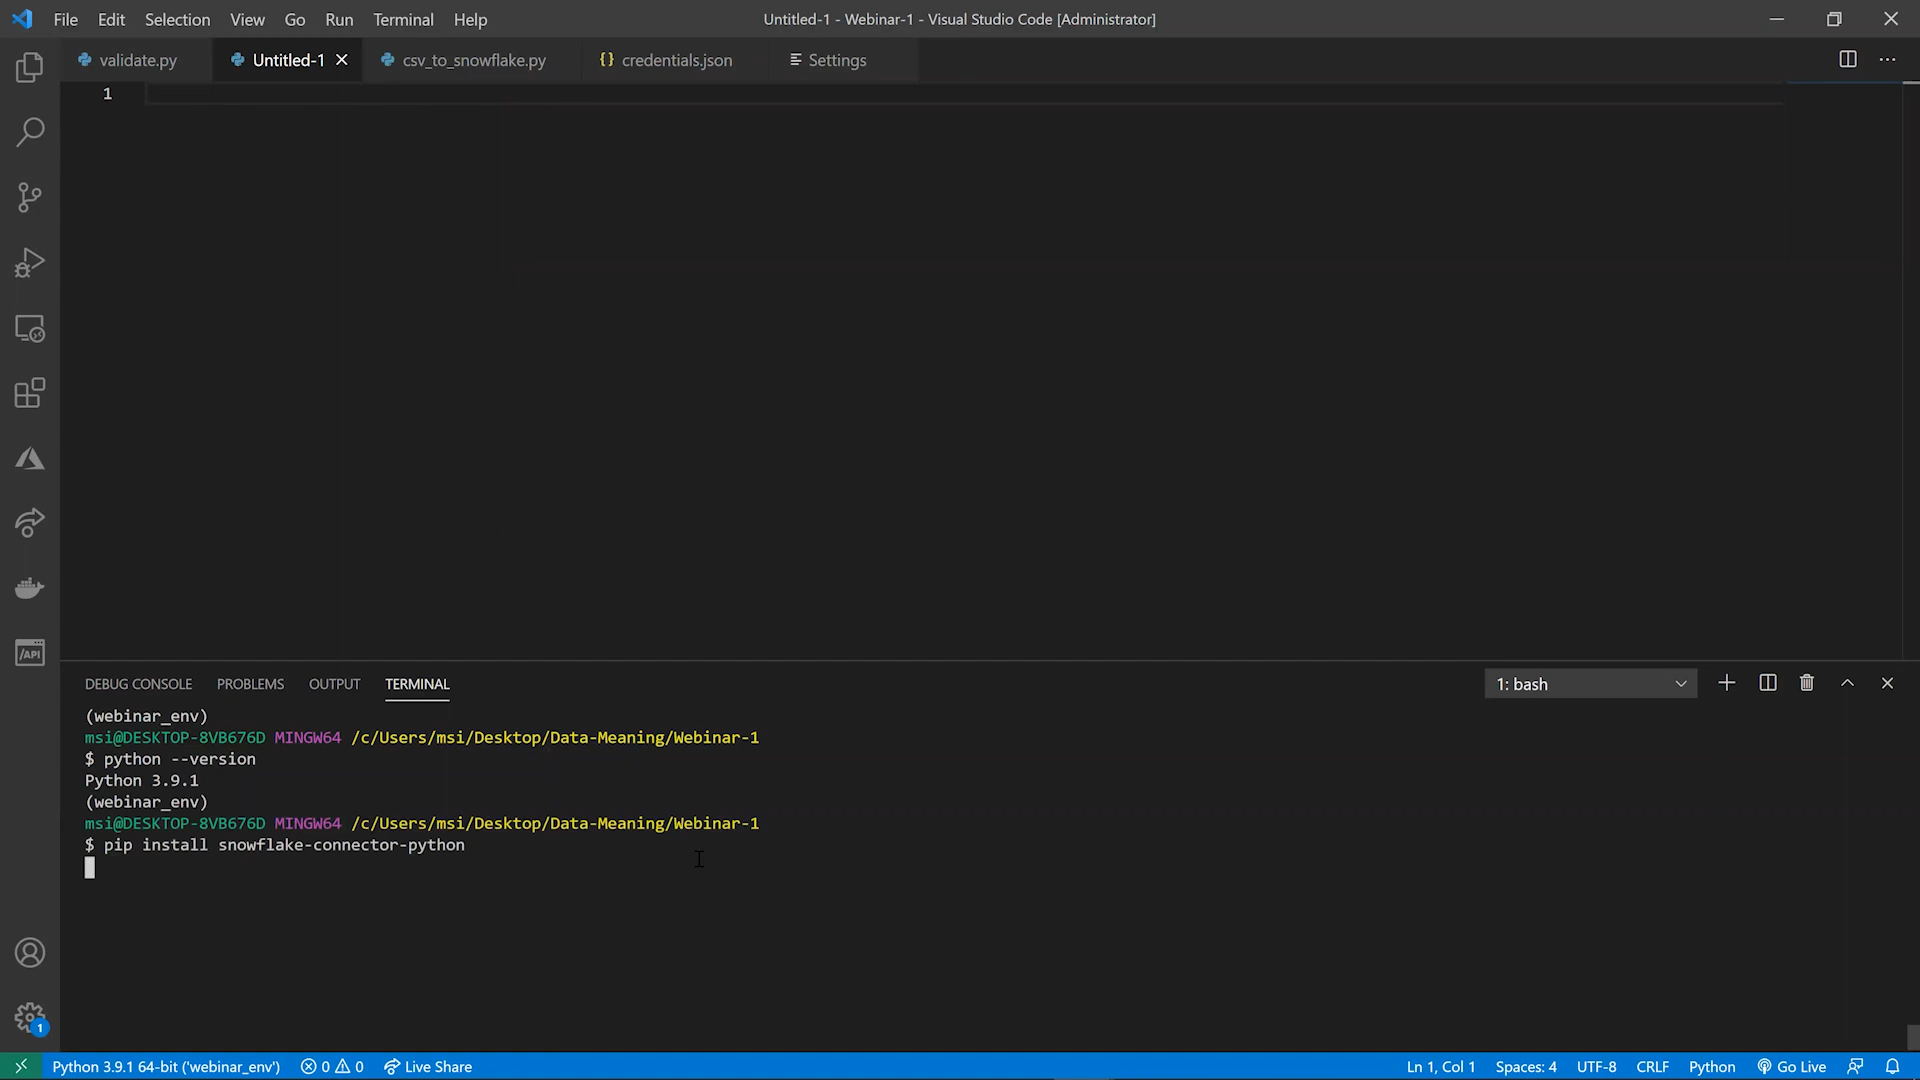 File Edit Selection View Go Run Terminal Help
Untitled-1 - Webinar-1 - Visual Studio Code [Administrator]
validate.py
Untitled-1
csv_to_snowflake.py
{} credentials.json
Settings
1
/API
DEBUG CONSOLE PROBLEMS OUTPUT TERMINAL
1: bash
(webinar_env)
msi@DESKTOP-8VB676D MINGW64 /c/Users/msi/Desktop/Data-Meaning/Webinar-1
$ python --version
Python 3.9.1
(webinar_env)
msi@DESKTOP-8VB676D MINGW64 /c/Users/msi/Desktop/Data-Meaning/Webinar-1
$ pip install snowflake-connector-python
1
Python 3.9.1 64-bit ('webinar_env') 0 0 Live Share
Ln 1, Col 1 Spaces: 4 UTF-8 CRLF Python Go Live